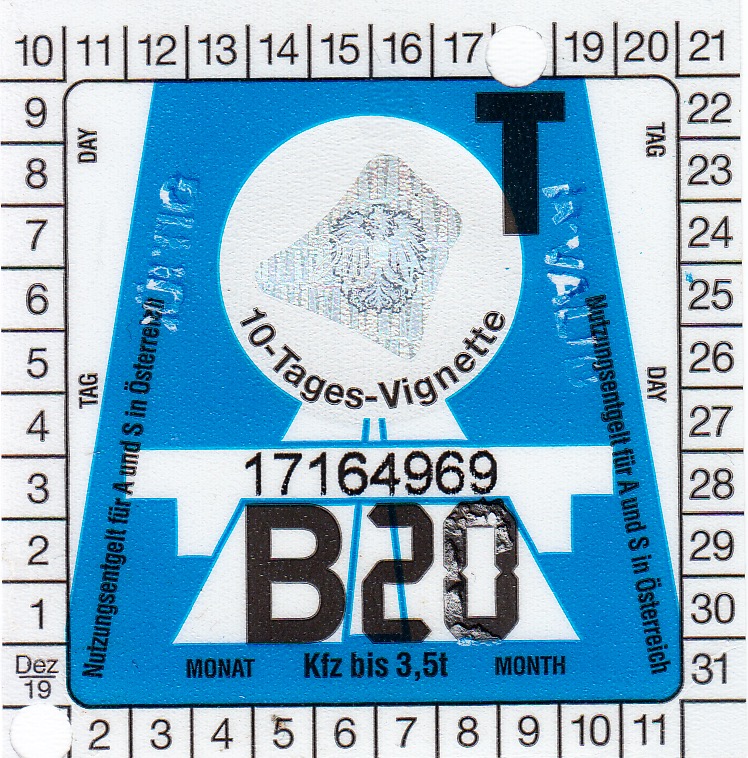 10 11 12 13 14 15 16 17 19 20 21
9 22
8 23
7 24
6 25
5 26
4 27
3 28
2 29
1 30
Dez 31
19
2 3 4 5 6 7 8 9 10 11
DAY
TAG
TAG
DAY
T
UNGÜLTIG
INVALID
10-Tages-Vignette
Nutzungsentgelt für A und S in Österreich
Nutzungsentgelt für A und S in Österreich
17164969
B20
MONAT Kfz bis 3,5t MONTH